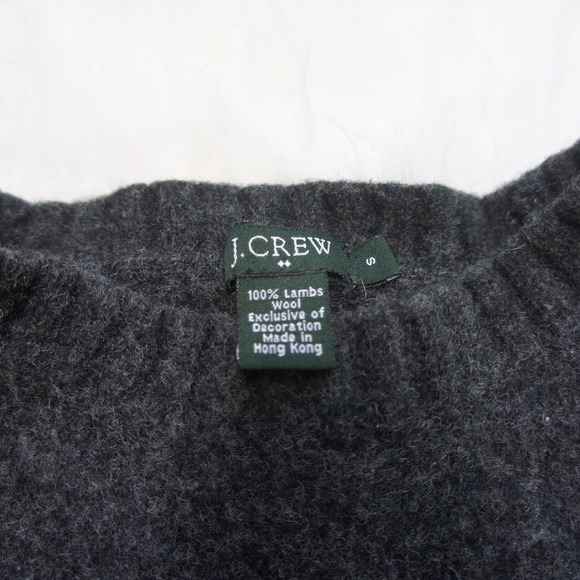 J.CREW
S
100% Lambs
Wool
Exclusive of
Decoration
Made in
Hong Kong